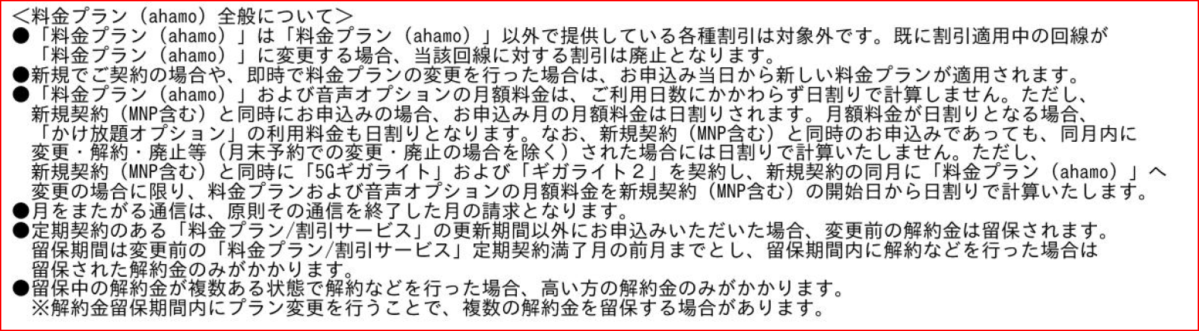 ＜料金プラン（ahamo）全般について＞
●「料金プラン（ahamo）」は「料金プラン（ahamo）」以外で提供している各種割引は対象外です。既に割引適用中の回線が
「料金プラン（ahamo）」に変更する場合、当該回線に対する割引は廃止となります。
●新規でご契約の場合や、即時で料金プランの変更を行った場合は、お申込み当日から新しい料金プランが適用されます。
●「料金プラン（ahamo）」および音声オプションの月額料金は、ご利用日数にかかわらず日割りで計算しません。ただし、
新規契約（MNP含む）と同時にお申込みの場合、お申込み月の月額料金は日割りされます。月額料金が日割りとなる場合、
「かけ放題オプション」の利用料金も日割りとなります。なお、新規契約（MNP含む）と同時のお申込みであっても、同月内に
変更・解約・廃止等（月末予約での変更・廃止の場合を除く）された場合には日割りで計算いたしません。ただし、
新規契約（MNP含む）と同時に「5Gギガライト」および「ギガライト２」を契約し、新規契約の同月に「料金プラン（ahamo）」へ
変更の場合に限り、料金プランおよび音声オプションの月額料金を新規契約（MNP含む）の開始日から日割りで計算いたします。
●月をまたがる通信は、原則その通信を終了した月の請求となります。
●定期契約のある「料金プラン/割引サービス」の更新期間以外にお申込みいただいた場合、変更前の解約金は留保されます。
留保期間は変更前の「料金プラン/割引サービス」定期契約満了月の前月までとし、留保期間内に解約などを行った場合は
留保された解約金のみがかかります。
●留保中の解約金が複数ある状態で解約などを行った場合、高い方の解約金のみがかかります。
※解約金留保期間内にプラン変更を行うことで、複数の解約金を留保する場合があります。